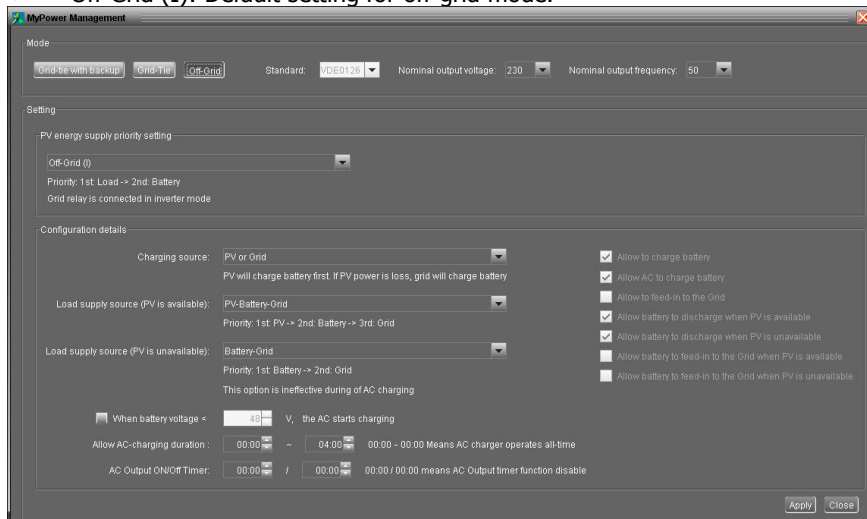 Off-Grid (I): Default setting for off-grid mode.
MyPower Management
Mode
Grid-tie with backup Grid-Tie Off-Grid Standard: VDE0126 Nominal output voltage: 230 Nominal output frequency: 50
Setting
PV energy supply priority setting
Off-Grid (I)
Priority: 1st: Load -> 2nd: Battery
Grid relay is connected in inverter mode
Configuration details
Charging source: PV or Grid
PV will charge battery first. If PV power is loss, grid will charge battery
Load supply source (PV is available): PV-Battery-Grid
Priority: 1st: PV -> 2nd: Battery -> 3rd: Grid
Load supply source (PV is unavailable): Battery-Grid
Priority: 1st: Battery -> 2nd: Grid
This option is ineffective during of AC charging
Allow to charge battery
Allow AC to charge battery
Allow to feed-in to the Grid
Allow battery to discharge when PV is available
Allow battery to discharge when PV is unavailable
Allow battery to feed-in to the Grid when PV is available
Allow battery to feed-in to the Grid when PV is unavailable
When battery voltage < 48 V, the AC starts charging
Allow AC-charging duration : 00:00 ~ 04:00 00:00 - 00:00 Means AC charger operates all-time
AC Output ON/Off Timer: 00:00 / 00:00 00:00 / 00:00 means AC Output timer function disable
Apply Close